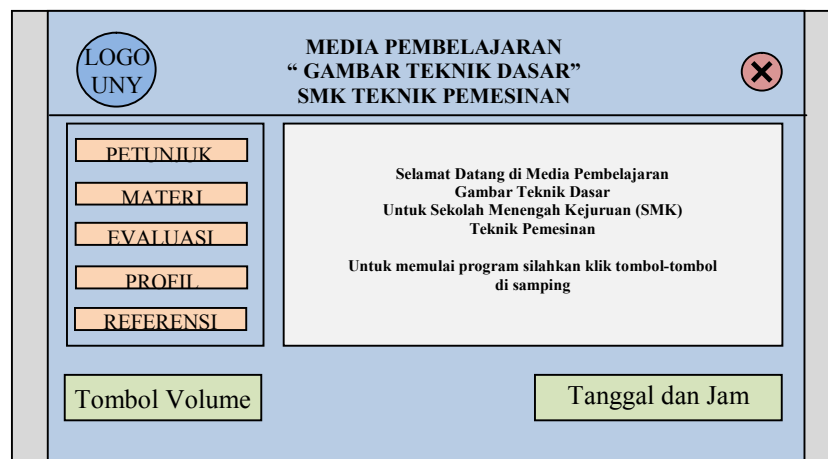 LOGO
UNY
MEDIA PEMBELAJARAN
“ GAMBAR TEKNIK DASAR”
SMK TEKNIK PEMESINAN
PETUNJUK
MATERI
EVALUASI
PROFIL
REFERENSI
Selamat Datang di Media Pembelajaran
Gambar Teknik Dasar
Untuk Sekolah Menengah Kejuruan (SMK)
Teknik Pemesinan
Untuk memulai program silahkan klik tombol-tombol
di samping
Tombol Volume
Tanggal dan Jam